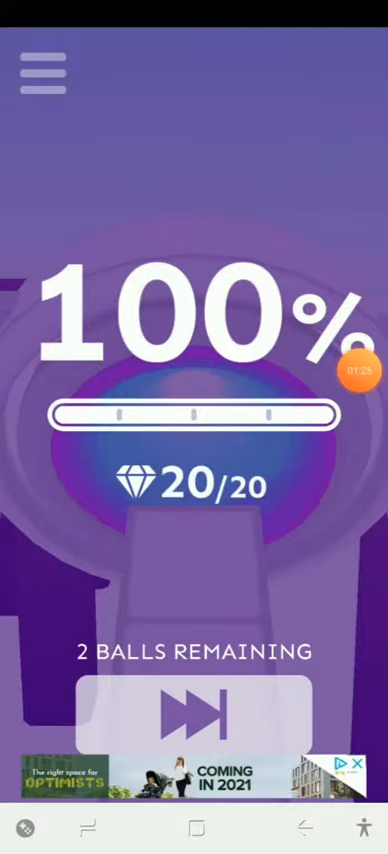 100%
01:25
20/20
2 BALLS REMAINING
The right space for
OPTIMISTS
COMING
IN 2021